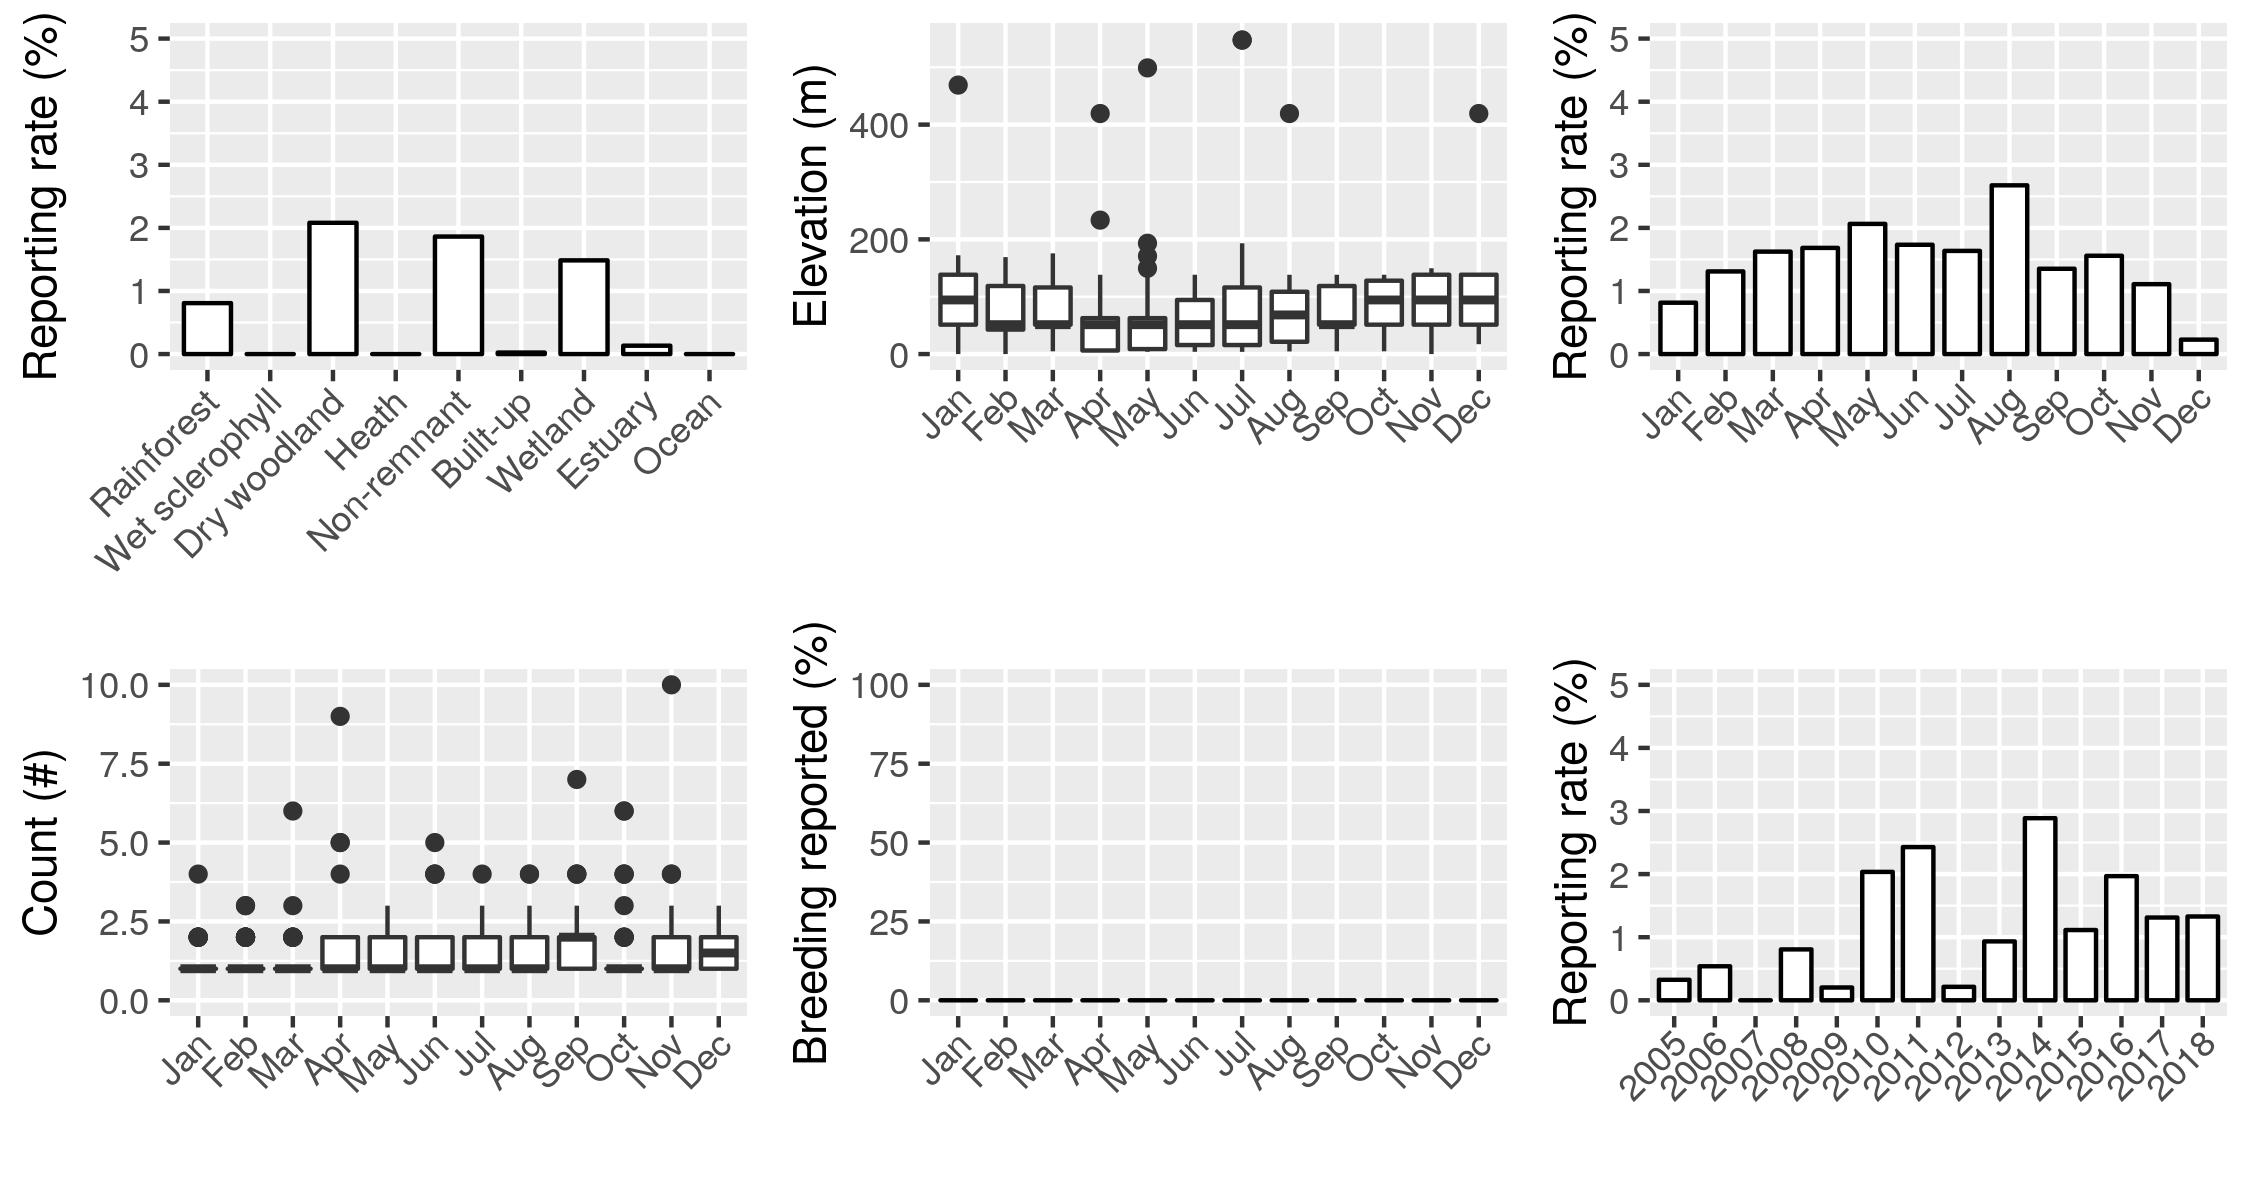 Reporting rate (%)
5
4
3
2
1
0
Rainforest
Wet sclerophyll
Dry woodland
Heath
Non-remnant
Built-up
Wetland
Estuary
Ocean
Elevation (m)
400
200
0
Jan
Feb
Mar
Apr
May
Jun
Jul
Aug
Sep
Oct
Nov
Dec
Reporting rate (%)
5
4
3
2
1
0
Jan
Feb
Mar
Apr
May
Jun
Jul
Aug
Sep
Oct
Nov
Dec
Count (#)
10.0
7.5
5.0
2.5
0.0
Jan
Feb
Mar
Apr
May
Jun
Jul
Aug
Sep
Oct
Nov
Dec
Breeding reported (%)
100
75
50
25
0
Jan
Feb
Mar
Apr
May
Jun
Jul
Aug
Sep
Oct
Nov
Dec
Reporting rate (%)
5
4
3
2
1
0
2005
2006
2007
2008
2009
2010
2011
2012
2013
2014
2015
2016
2017
2018